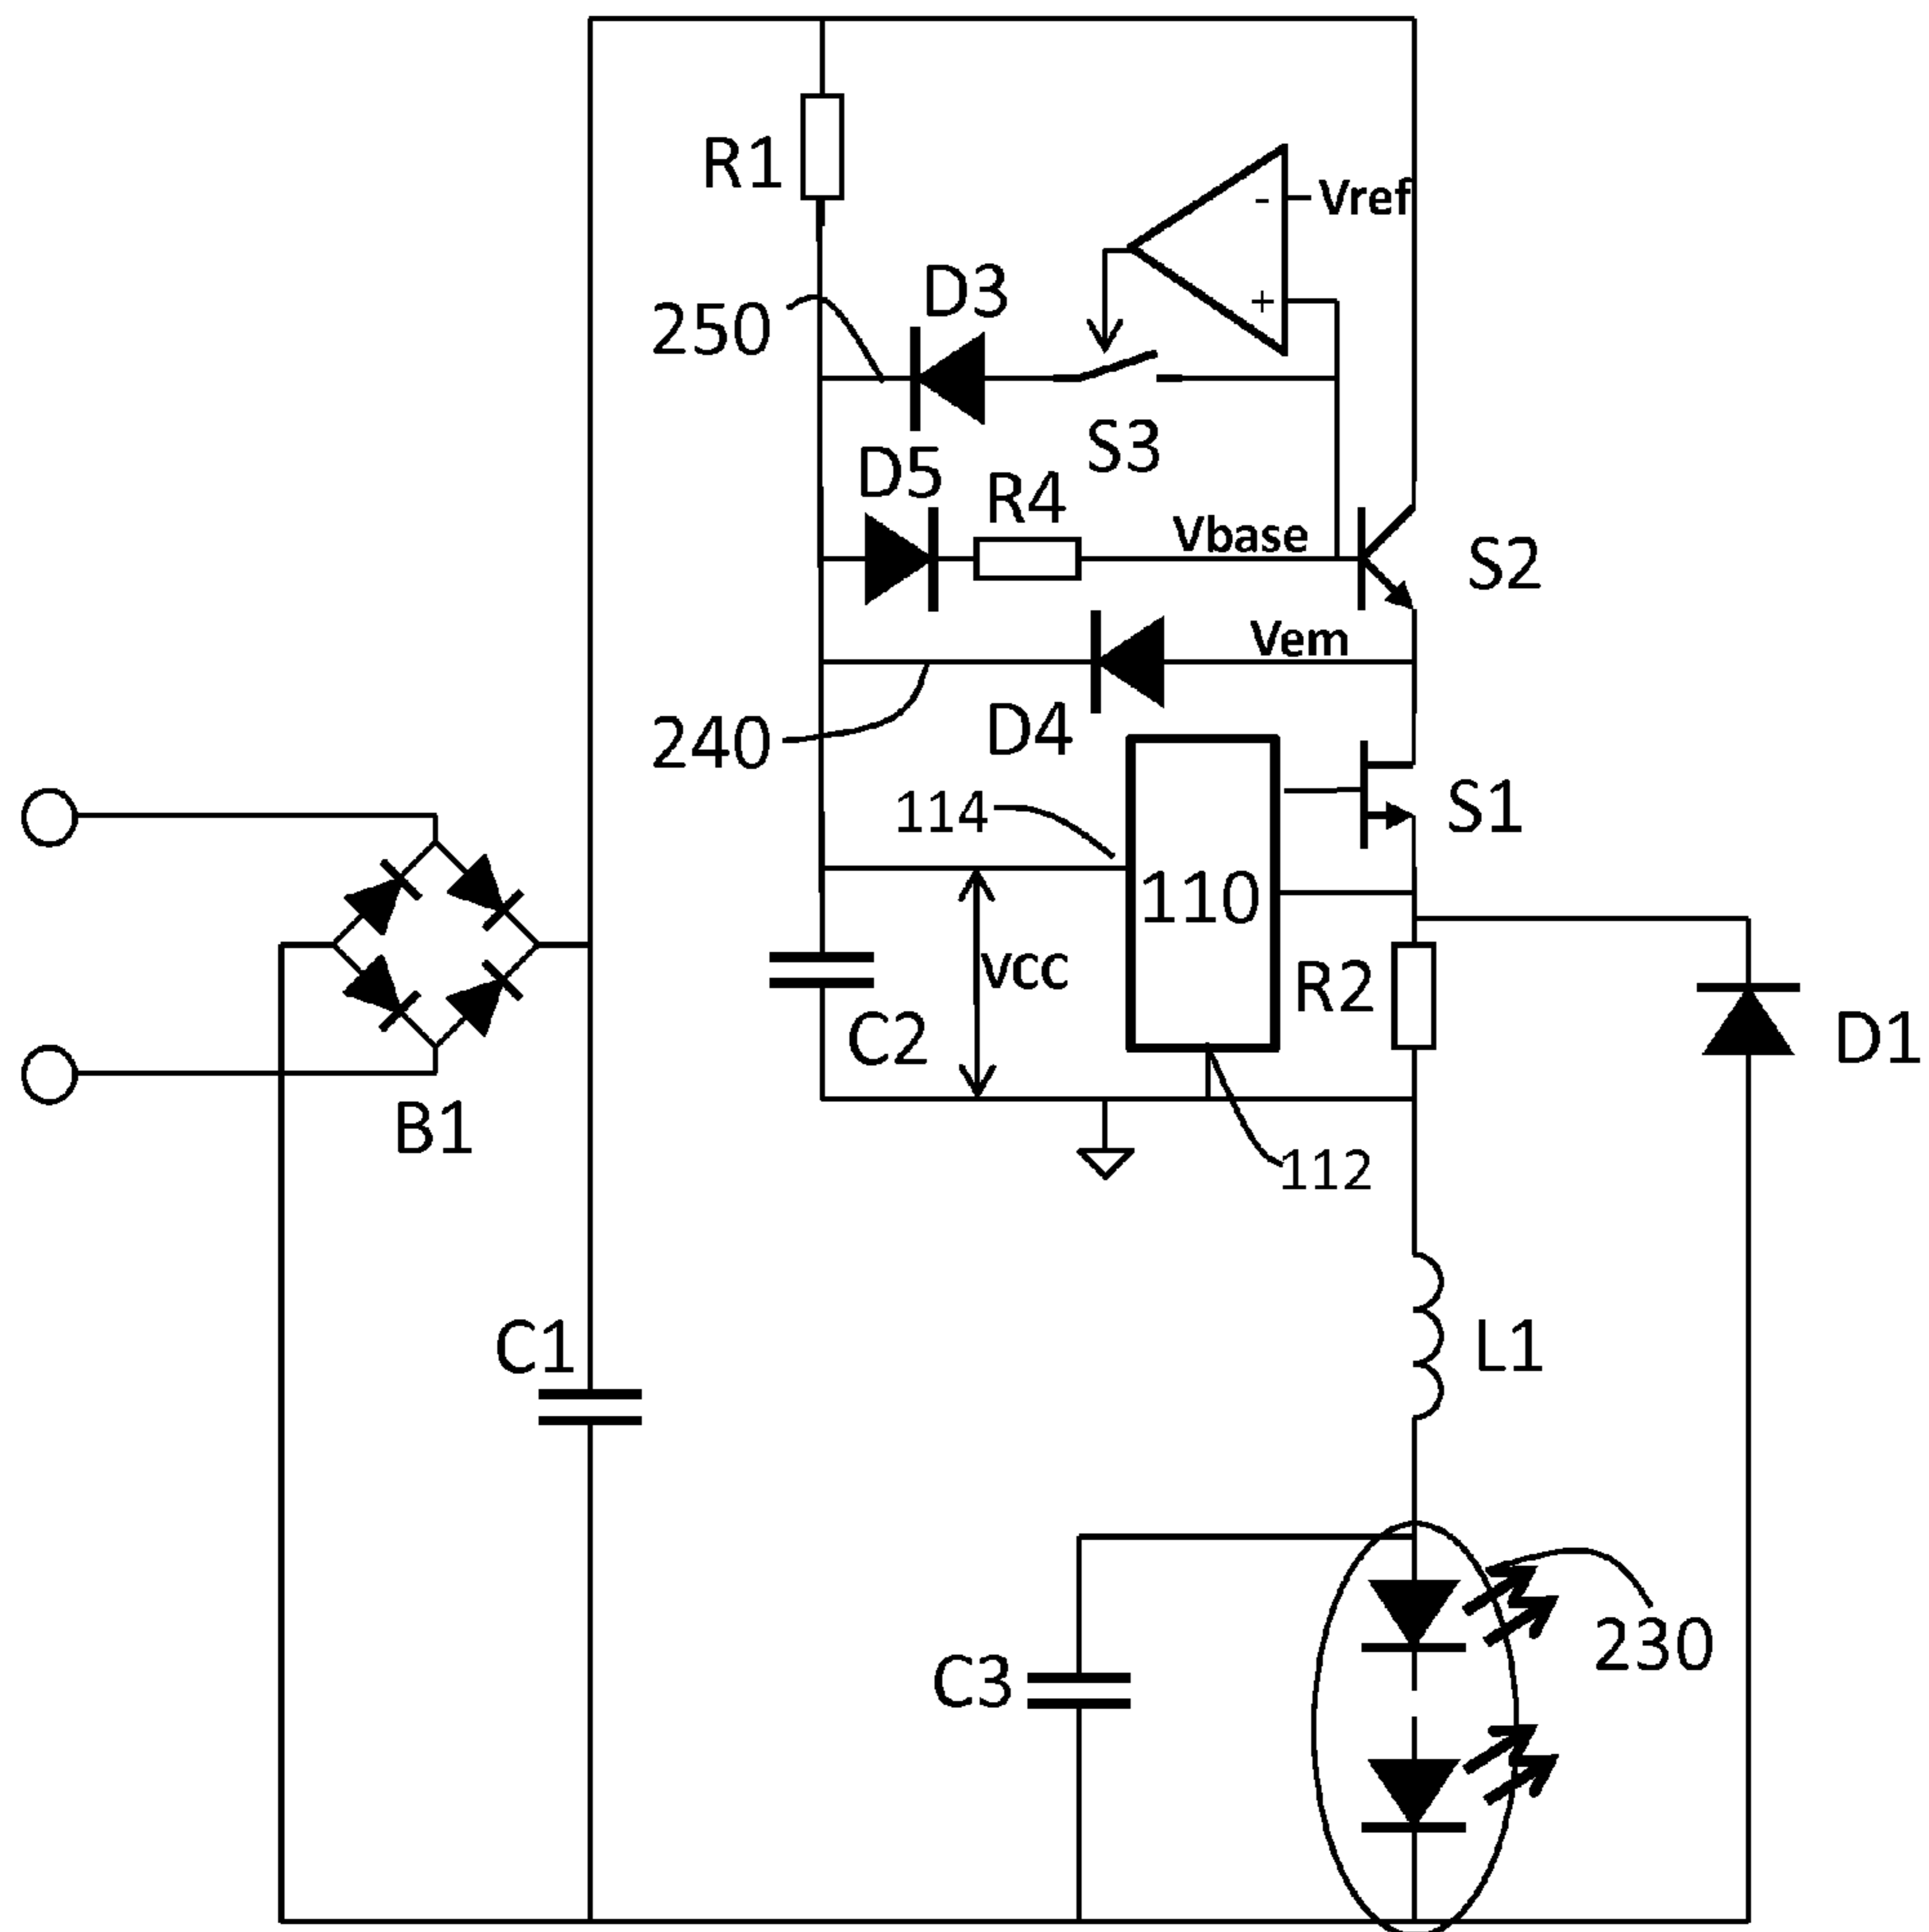 R1
-
Vref
+
D3
250
S3
D5
R4
Vbase
S2
Vem
240
D4
114
S1
110
vcc
R2
C2
D1
B1
112
C1
L1
C3
230